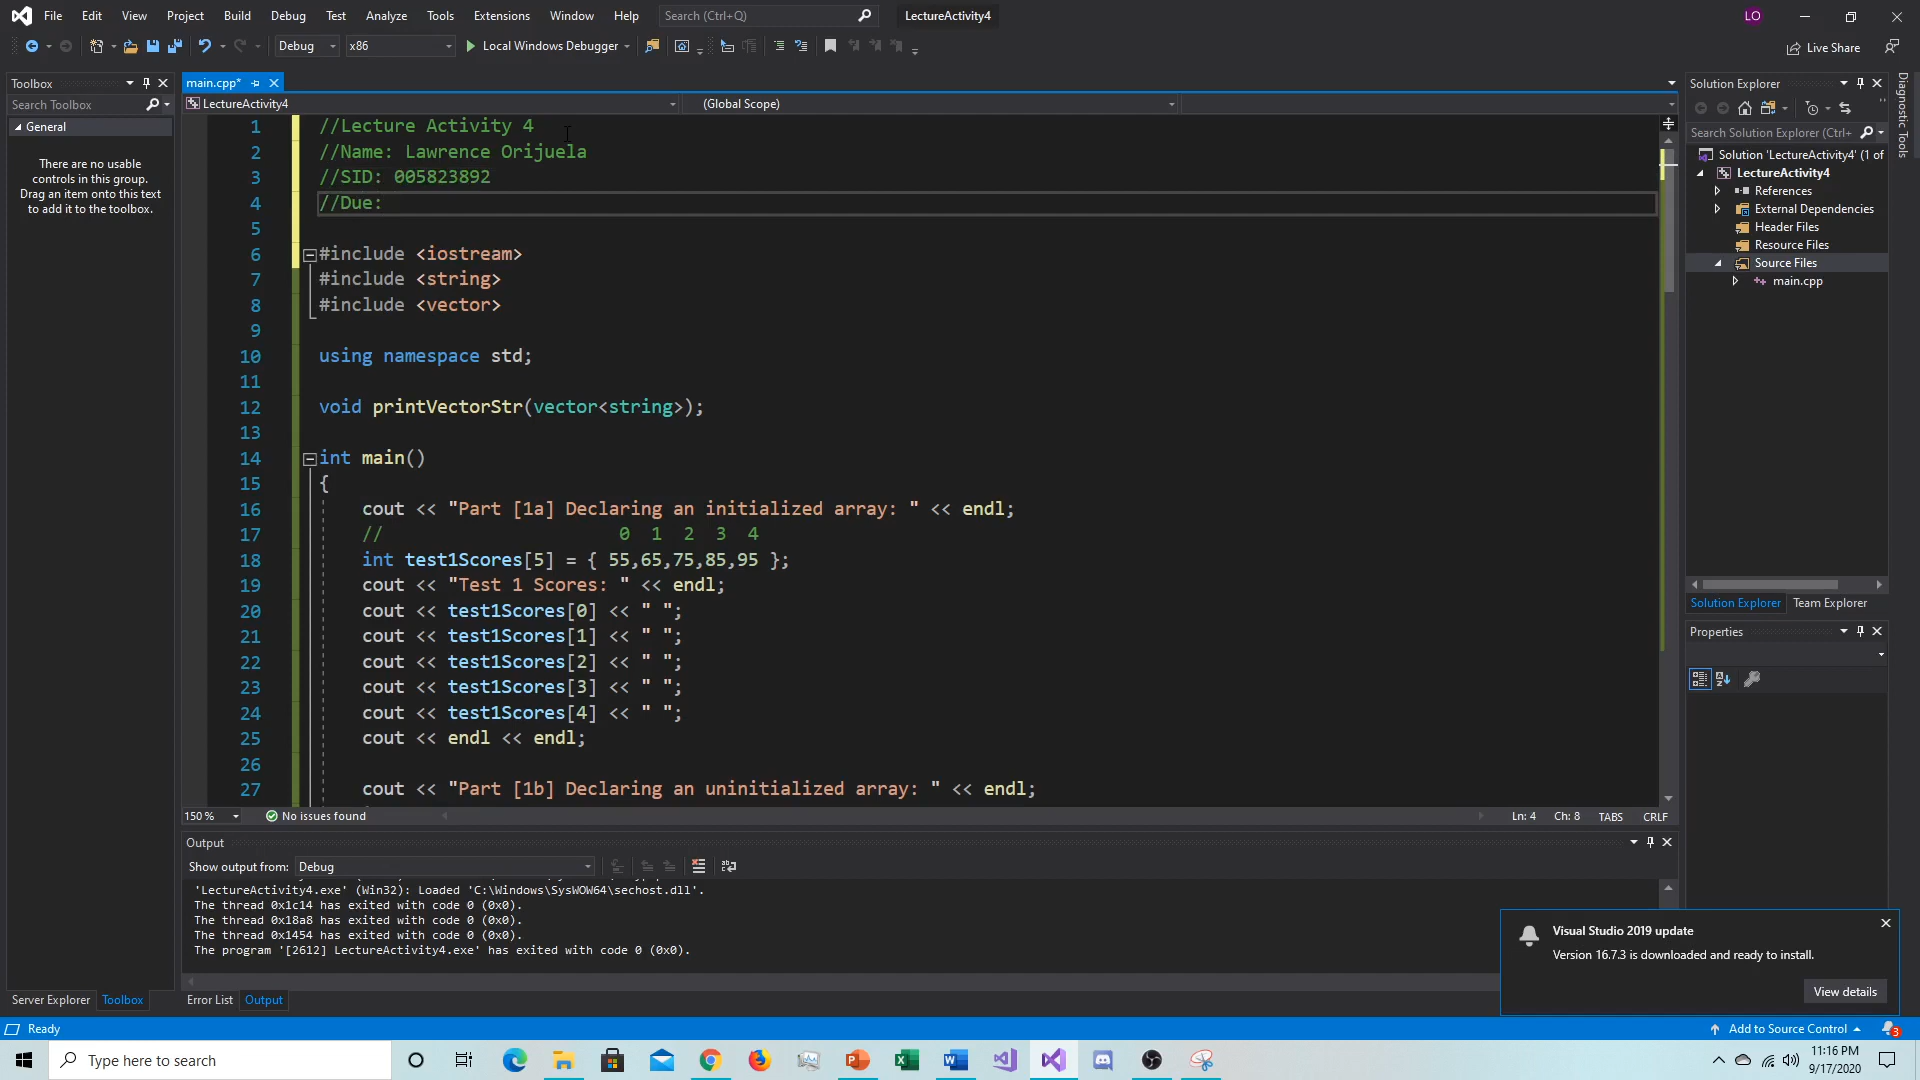 File Edit View Project Build Debug Test Analyze Tools Extensions Window Help Search (Ctrl+Q) LectureActivity4 LO
Debug x86 Local Windows Debugger Live Share
Toolbox
Search Toolbox
General
There are no usable
controls in this group.
Drag an item onto this text
to add it to the toolbox.
main.cpp*
LectureActivity4 (Global Scope)
1 //Lecture Activity 4
2 //Name: Lawrence Orijuela
3 //SID: 005823892
4 //Due:
5
6 #include <iostream>
7 #include <string>
8 #include <vector>
9
10 using namespace std;
11
12 void printVectorStr(vector<string>);
13
14 int main()
15 {
16 cout << "Part [1a] Declaring an initialized array: " << endl;
17 // 0 1 2 3 4
18 int test1Scores[5] = { 55,65,75,85,95 };
19 cout << "Test 1 Scores: " << endl;
20 cout << test1Scores[0] << " ";
21 cout << test1Scores[1] << " ";
22 cout << test1Scores[2] << " ";
23 cout << test1Scores[3] << " ";
24 cout << test1Scores[4] << " ";
25 cout << endl << endl;
26
27 cout << "Part [1b] Declaring an uninitialized array: " << endl;
150 % No issues found Ln: 4 Ch: 8 TABS CRLF
Output
Show output from: Debug
'LectureActivity4.exe' (Win32): Loaded 'C:\Windows\SysWOW64\sechost.dll'.
The thread 0x1c14 has exited with code 0 (0x0).
The thread 0x18a8 has exited with code 0 (0x0).
The thread 0x1454 has exited with code 0 (0x0).
The program '[2612] LectureActivity4.exe' has exited with code 0 (0x0).
Server Explorer Toolbox Error List Output
Solution Explorer
Search Solution Explorer (Ctrl+
Solution 'LectureActivity4' (1 of
LectureActivity4
References
External Dependencies
Header Files
Resource Files
Source Files
main.cpp
Solution Explorer Team Explorer
Properties
Diagnostic Tools
Visual Studio 2019 update
Version 16.7.3 is downloaded and ready to install.
View details
Ready Add to Source Control 3
Type here to search
11:16 PM
9/17/2020